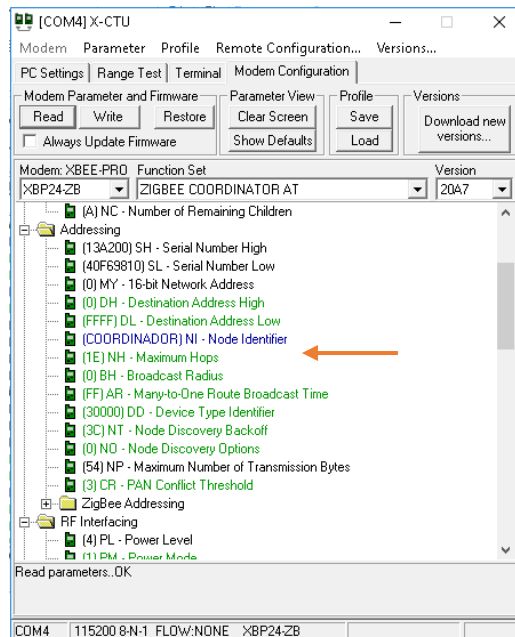 [COM4] X-CTU
Modem Parameter Profile Remote Configuration... Versions...
PC Settings Range Test Terminal Modem Configuration
Modem Parameter and Firmware Parameter View Profile Versions
Read Write Restore Clear Screen Save Download new versions...
Always Update Firmware Show Defaults Load
Modem: XBEE-PRO Function Set Version
XBP24-ZB ZIGBEE COORDINATOR AT 20A7
(A) NC - Number of Remaining Children
Addressing
(13A200) SH - Serial Number High
(40F69810) SL - Serial Number Low
(0) MY - 16-bit Network Address
(0) DH - Destination Address High
(FFFF) DL - Destination Address Low
(COORDINADOR) NI - Node Identifier
(1E) NH - Maximum Hops
(0) BH - Broadcast Radius
(FF) AR - Many-to-One Route Broadcast Time
(30000) DD - Device Type Identifier
(3C) NT - Node Discovery Backoff
(0) NO - Node Discovery Options
(54) NP - Maximum Number of Transmission Bytes
(3) CR - PAN Conflict Threshold
ZigBee Addressing
RF Interfacing
(4) PL - Power Level
(1) PM - Power Mode
Read parameters..OK
COM4 115200 8-N-1 FLOW:NONE XBP24-ZB